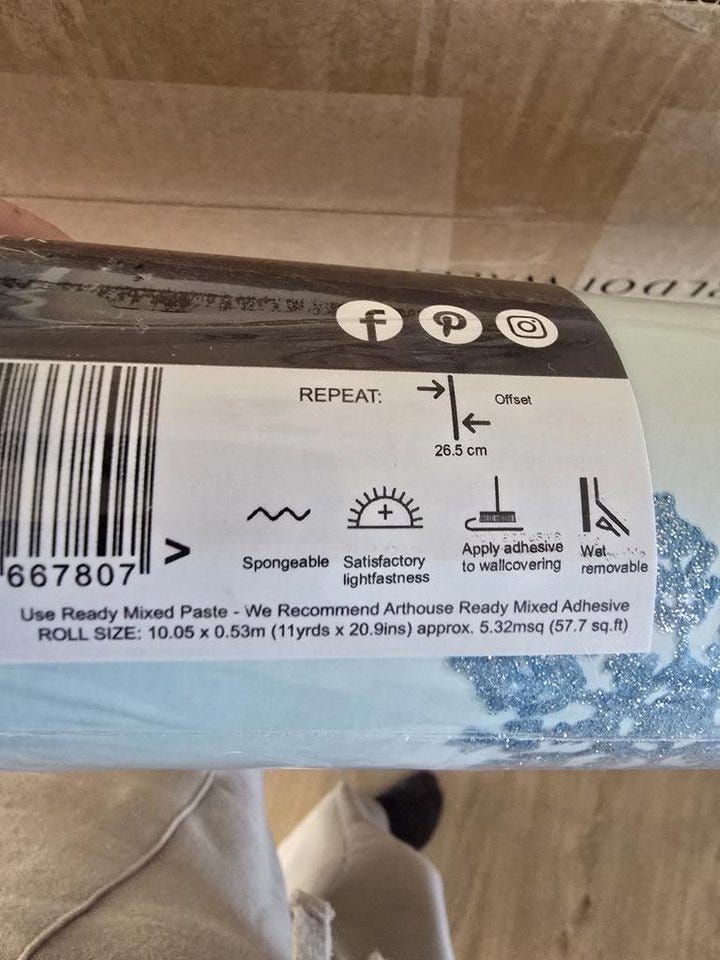 REPEAT:
Offset
26.5 cm
Spongeable
Satisfactory
lightfastness
Apply adhesive
to wallcovering
Wet
removable
667807
>
Use Ready Mixed Paste - We Recommend Arthouse Ready Mixed Adhesive
ROLL SIZE: 10.05 x 0.53m (11yrds x 20.9ins) approx. 5.32msq (57.7 sq.ft)